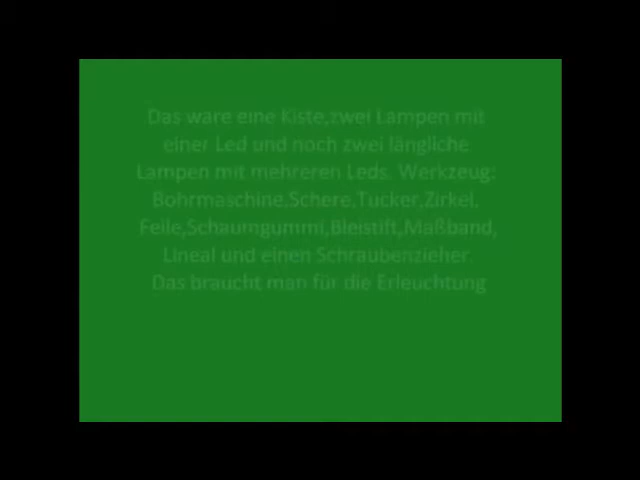 Das wäre eine Kiste,zwei Lampen mit
einer Led und noch zwei längliche
Lampen mit mehreren Leds. Werkzeug:
Bohrmaschine,Schere,Tucker,Zirkel,
Feile,Schaumgummi,Bleistift,Maßband,
Lineal und einen Schraubenzieher.
Das braucht man für die Erleuchtung